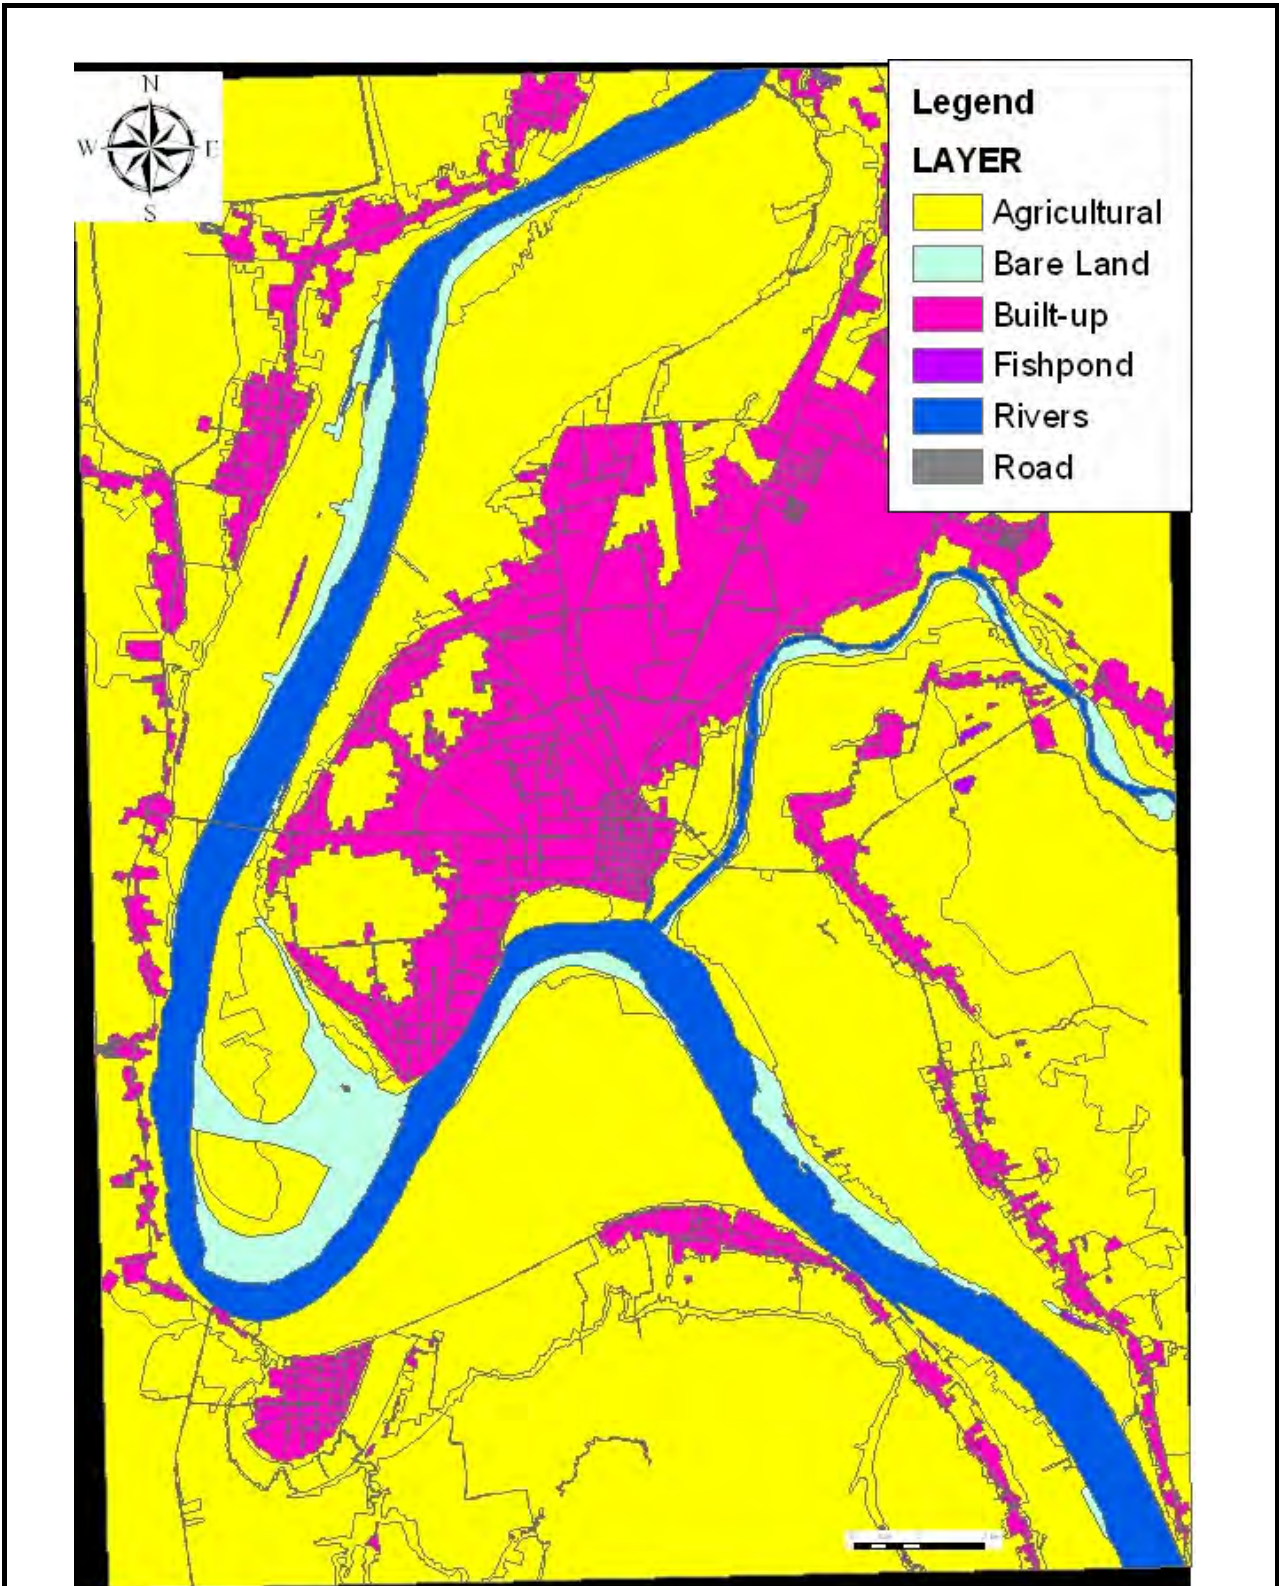 N
W E
S
Legend
LAYER
Agricultural
Bare Land
Built-up
Fishpond
Rivers
Road